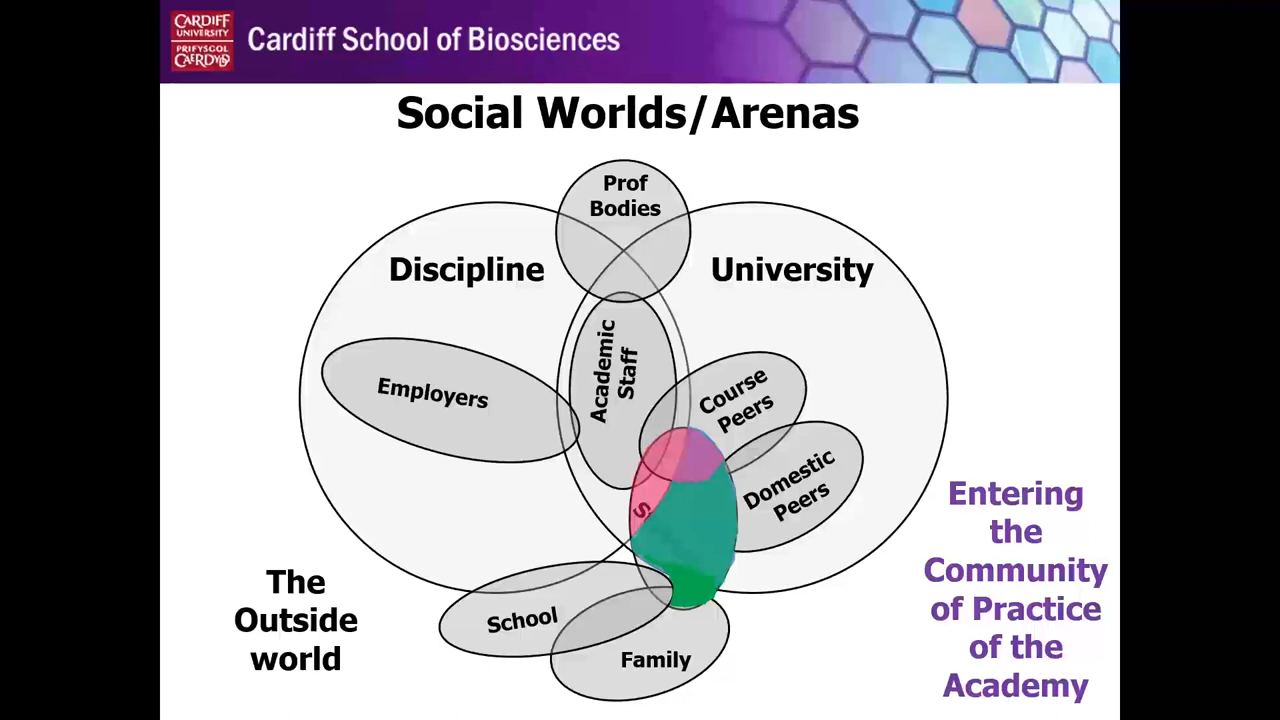 CARDIFF
UNIVERSITY
PRIFYSGOL
CAERDYDD
Cardiff School of Biosciences
Social Worlds/Arenas
Prof
Bodies
Discipline
University
Academic
Staff
Employers
Course
Peers
Domestic
Peers
Entering
the
Community
of Practice
of the
Academy
The
Outside
world
School
Family